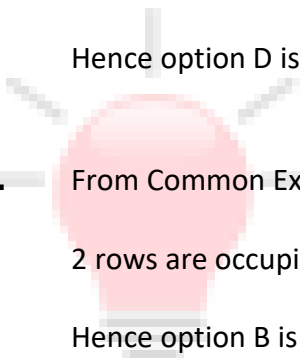 Hence option D is
. From Common Ex
2 rows are occupi
Hence option B is